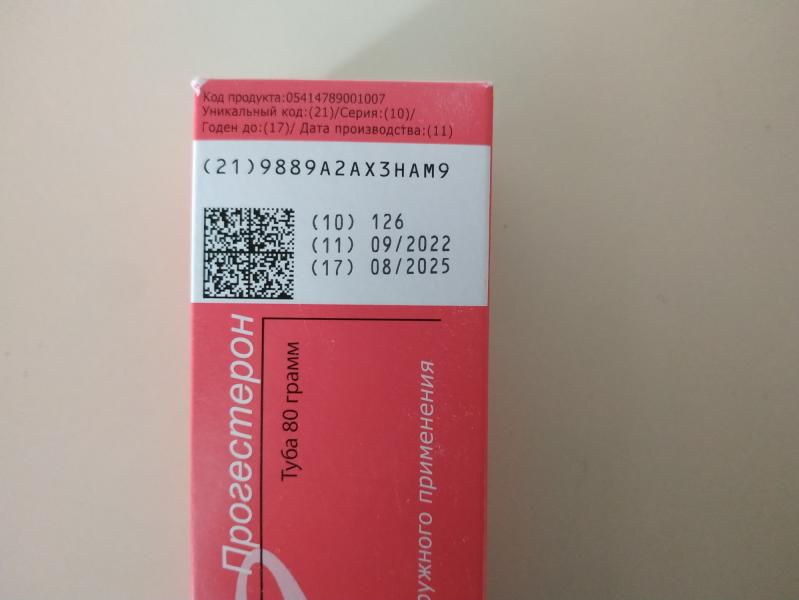 Код продукта:05414789001007
Уникальный код:(21)/Серия:(10)/
Годен до:(17)/ Дата производства:(11)
(21)9889A2AX3HAM9
(10) 126
(11) 09/2022
(17) 08/2025
Прогестерон
Туба 80 грамм
применения